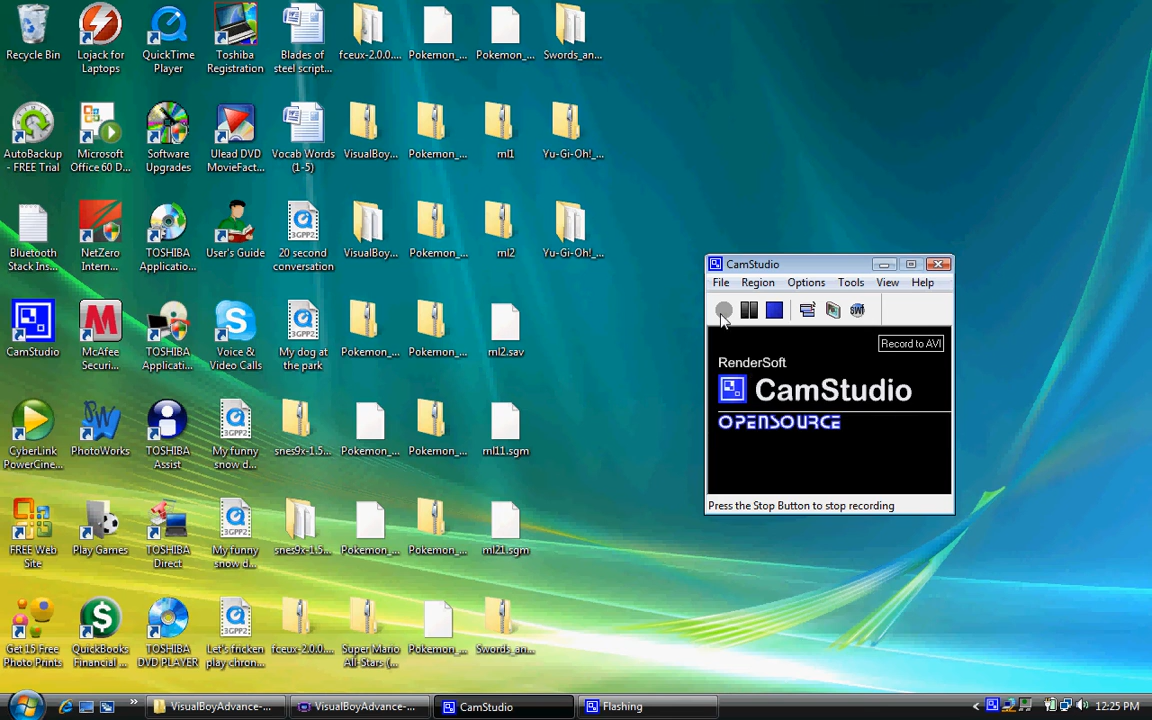 Recycle Bin
Lojack for
Laptops
QuickTime
Player
Toshiba
Registration
Blades of
steel script...
fceux-2.0.0....
Pokemon_...
Pokemon_...
Swords_an...
AutoBackup
- FREE Trial
Microsoft
Office 60 D...
Software
Upgrades
Ulead DVD
MovieFact...
Vocab Words
(1-5)
VisualBoy...
Pokemon_...
ml1
Yu-Gi-Oh!_...
Bluetooth
Stack Ins...
NetZero
Intern...
TOSHIBA
Applicatio...
User's Guide
20 second
conversation
VisualBoy...
Pokemon_...
ml2
Yu-Gi-Oh!_...
CamStudio
McAfee
Securi...
TOSHIBA
Applicati...
Voice &
Video Calls
My dog at
the park
Pokemon_...
Pokemon_...
ml2.sav
CyberLink
PowerCine...
PhotoWorks
TOSHIBA
Assist
My funny
snow d...
snes9x-1.5...
Pokemon_...
Pokemon_...
ml11.sgm
FREE Web
Site
Play Games
TOSHIBA
Direct
My funny
snow d...
snes9x-1.5...
Pokemon_...
Pokemon_...
ml21.sgm
Get 15 Free
Photo Prints
QuickBooks
Financial ...
TOSHIBA
DVD PLAYER
Let's fricken
play chron...
fceux-2.0.0....
Super Mario
All-Stars (...
Pokemon_...
Swords_an...
3GPP2
3GPP2
3GPP2
3GPP2
3GPP2
CamStudio
File Region Options Tools View Help
SWF
Record to AVI
RenderSoft
CamStudio
OPENSOURCE
Press the Stop Button to stop recording
VisualBoyAdvance-...
VisualBoyAdvance-...
CamStudio
Flashing
12:25 PM